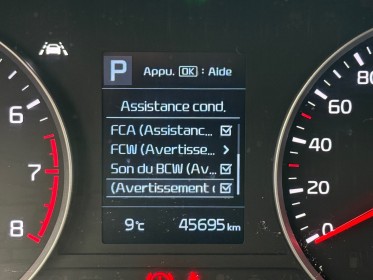 P
Appu. OK : Aide
Assistance cond.
FCA (Assistanc...
FCW (Avertisse...
Son du BCW (Av...
(Avertissement
9°C 45695 km
6
7
8
0
20
40
60
80